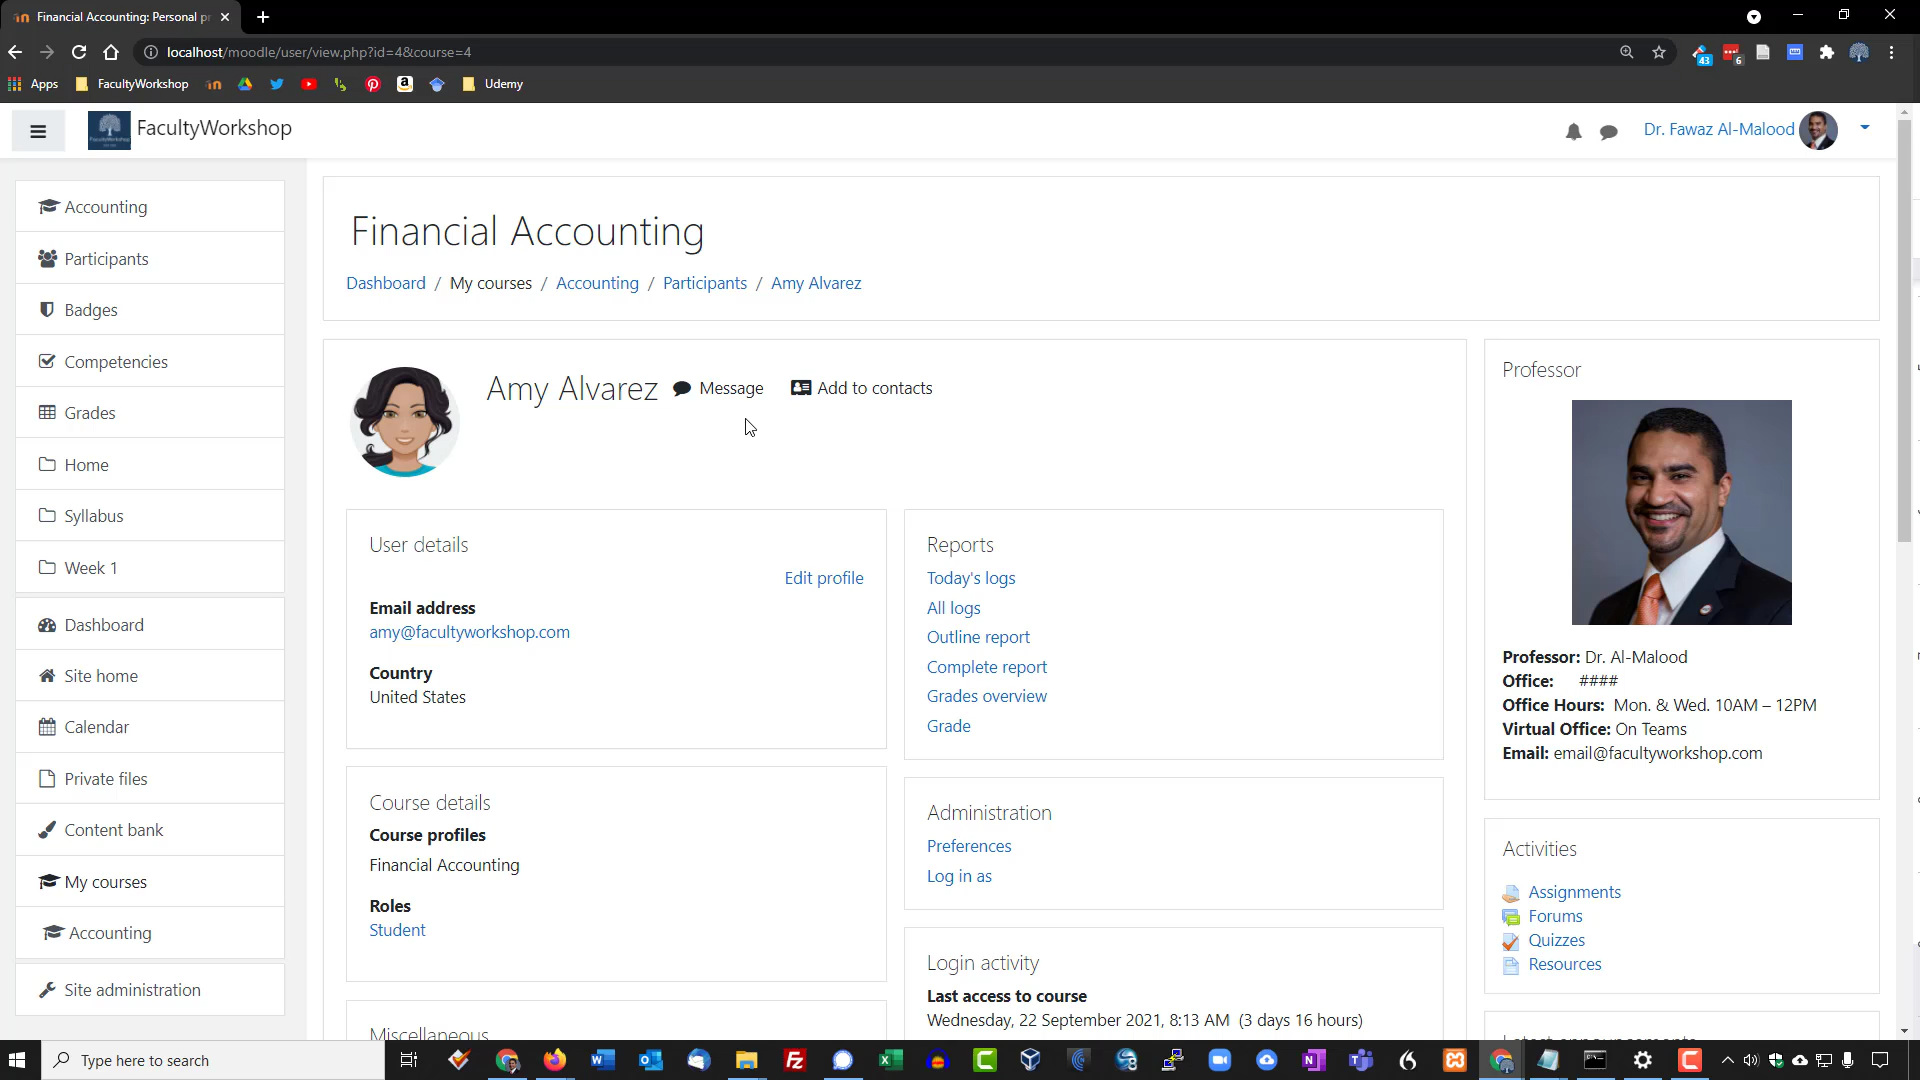 Financial Accounting: Personal pr
localhost/moodle/user/view.php?id=4&course=4
43
6
Apps
FacultyWorkshop
Udemy
FacultyWorkshop
Dr. Fawaz Al-Malood
Accounting
Participants
Badges
Competencies
Grades
Home
Syllabus
Week 1
Dashboard
Site home
Calendar
Private files
Content bank
My courses
Accounting
Site administration
Financial Accounting
Dashboard / My courses / Accounting / Participants / Amy Alvarez
Amy Alvarez
Message
Add to contacts
User details
Edit profile
Email address
amy@facultyworkshop.com
Country
United States
Course details
Course profiles
Financial Accounting
Roles
Student
Miscellaneous
Reports
Today's logs
All logs
Outline report
Complete report
Grades overview
Grade
Administration
Preferences
Log in as
Login activity
Last access to course
Wednesday, 22 September 2021, 8:13 AM (3 days 16 hours)
Professor
Professor: Dr. Al-Malood
Office: ####
Office Hours: Mon. & Wed. 10AM – 12PM
Virtual Office: On Teams
Email: email@facultyworkshop.com
Activities
Assignments
Forums
Quizzes
Resources
Latest announcements
Type here to search